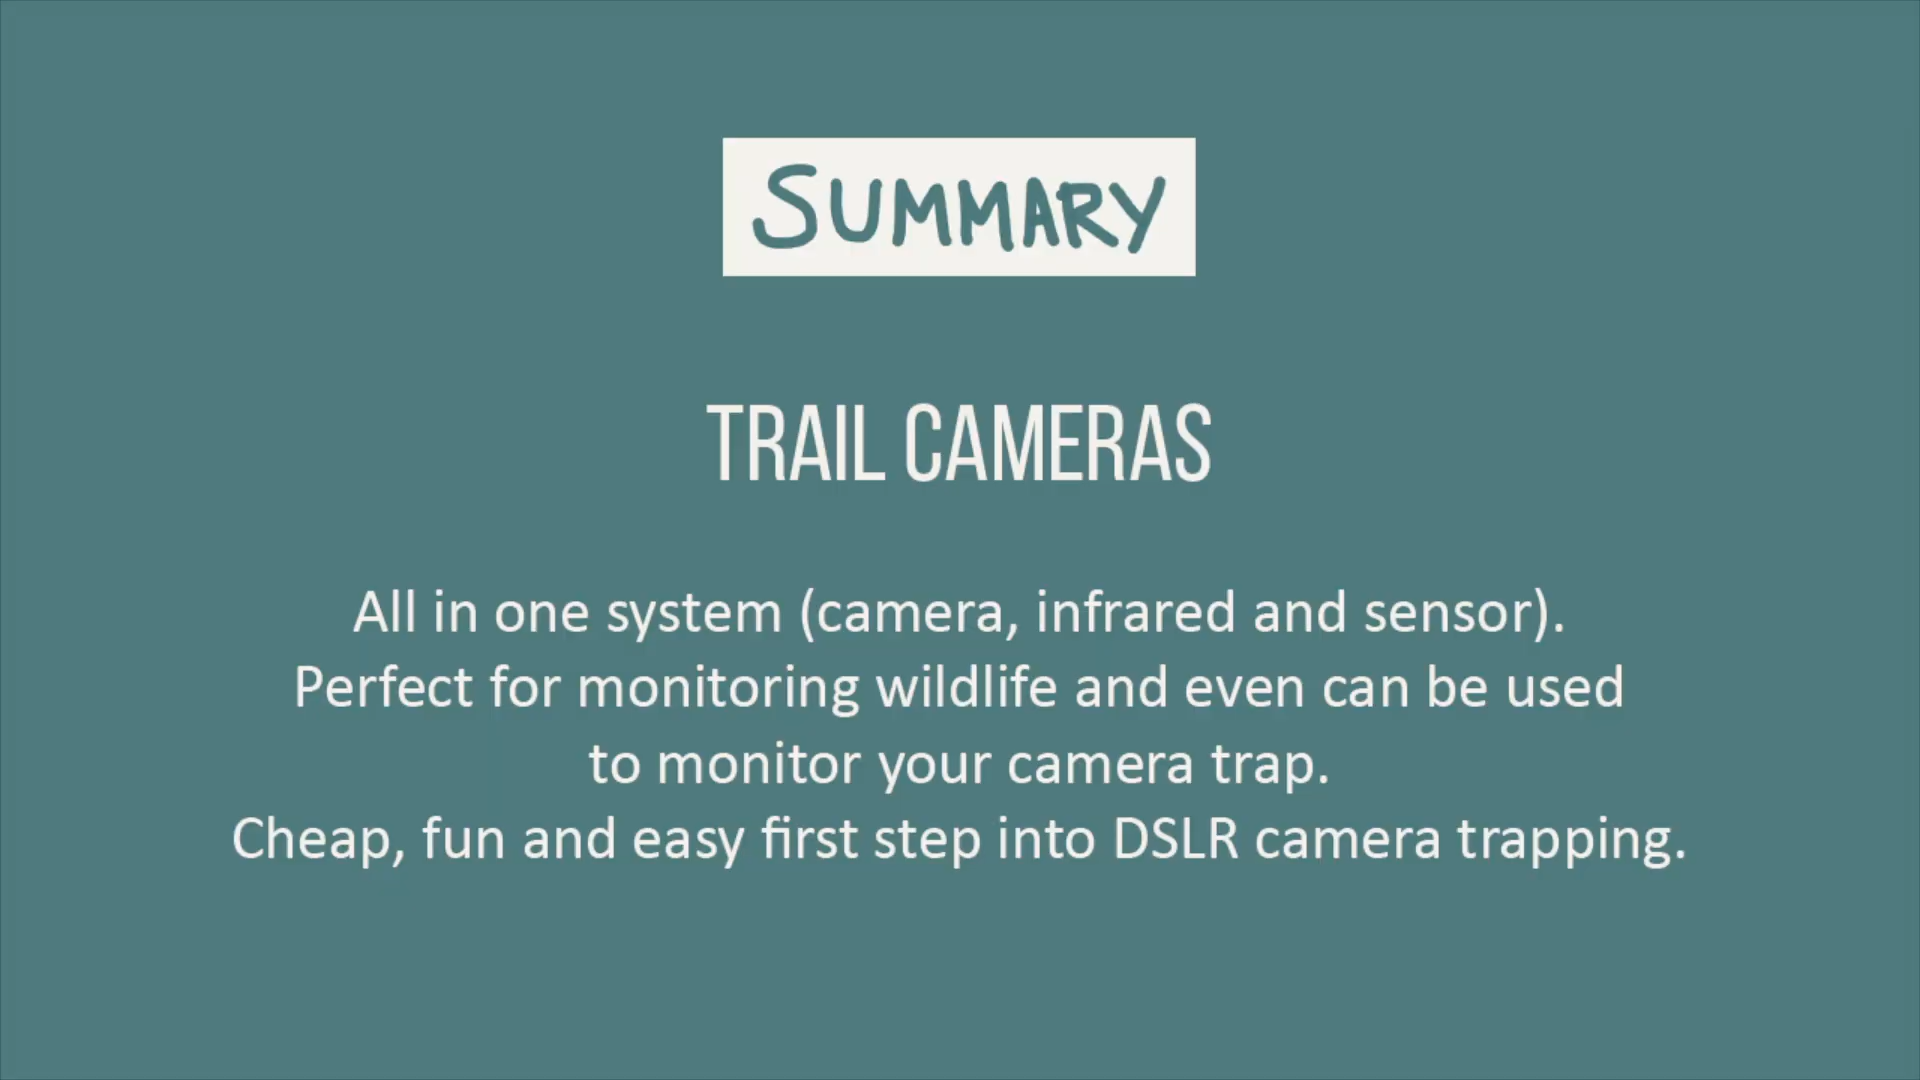 SUMMARY
TRAIL CAMERAS
All in one system (camera, infrared and sensor).
Perfect for monitoring wildlife and even can be used
to monitor your camera trap.
Cheap, fun and easy first step into DSLR camera trapping.